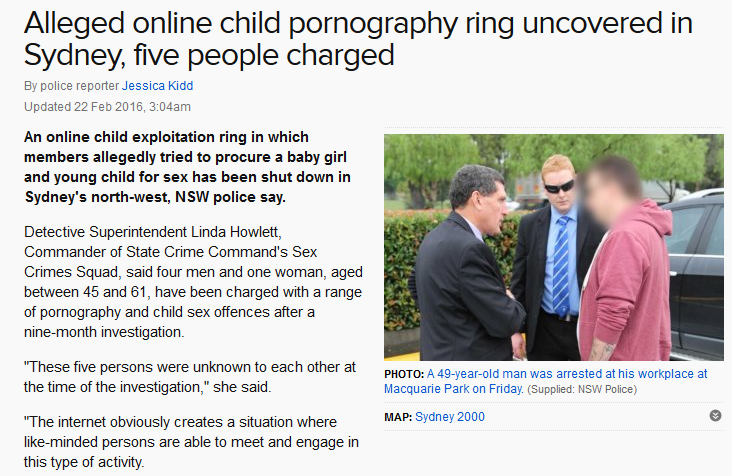 Alleged online child pornography ring uncovered in
Sydney, five people charged
By police reporter Jessica Kidd
Updated 22 Feb 2016, 3:04am
An online child exploitation ring in which
members allegedly tried to procure a baby girl
and young child for sex has been shut down in
Sydney's north-west, NSW police say.
Detective Superintendent Linda Howlett,
Commander of State Crime Command's Sex
Crimes Squad, said four men and one woman, aged
between 45 and 61, have been charged with a range
of pornography and child sex offences after a
nine-month investigation.
"These five persons were unknown to each other at
the time of the investigation," she said.
"The internet obviously creates a situation where
like-minded persons are able to meet and engage in
this type of activity.
PHOTO: A 49-year-old man was arrested at his workplace at
Macquarie Park on Friday. (Supplied: NSW Police)
MAP: Sydney 2000